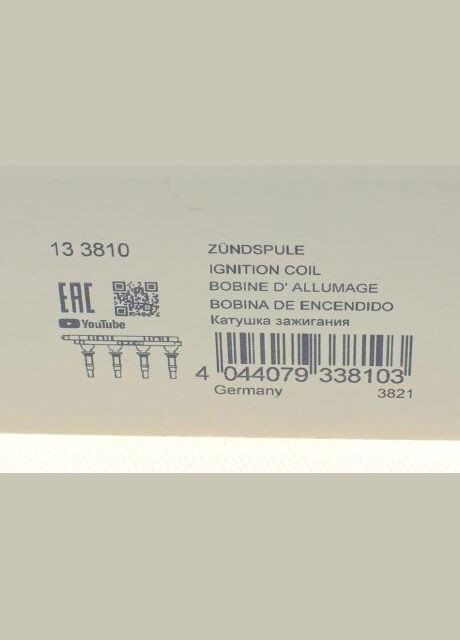 13 3810
ZÜNDSPULE
IGNITION COIL
BOBINE D' ALLUMAGE
BOBINA DE ENCENDIDO
Катушка зажигания
EAC
YouTube
4 044079 338103
Germany
3821